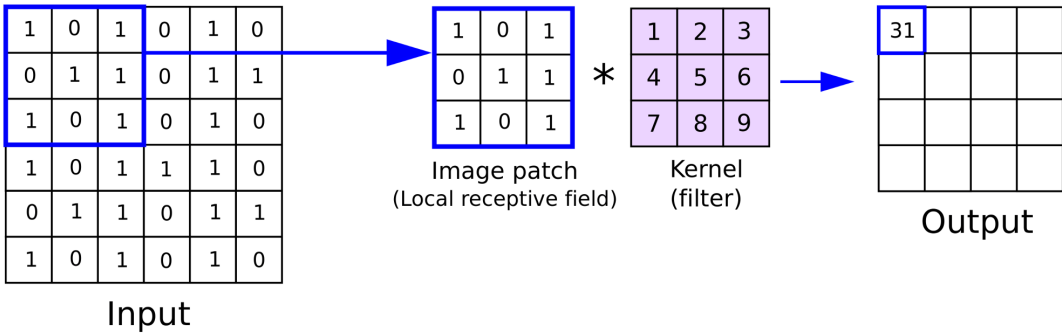 1 0 1 0 1 0
0 1 1 0 1 1
1 0 1 0 1 0
1 0 1 1 1 0
0 1 1 0 1 1
1 0 1 0 1 0
Input
1 0 1
0 1 1
1 0 1
Image patch
(Local receptive field)
*
1 2 3
4 5 6
7 8 9
Kernel
(filter)
31
Output